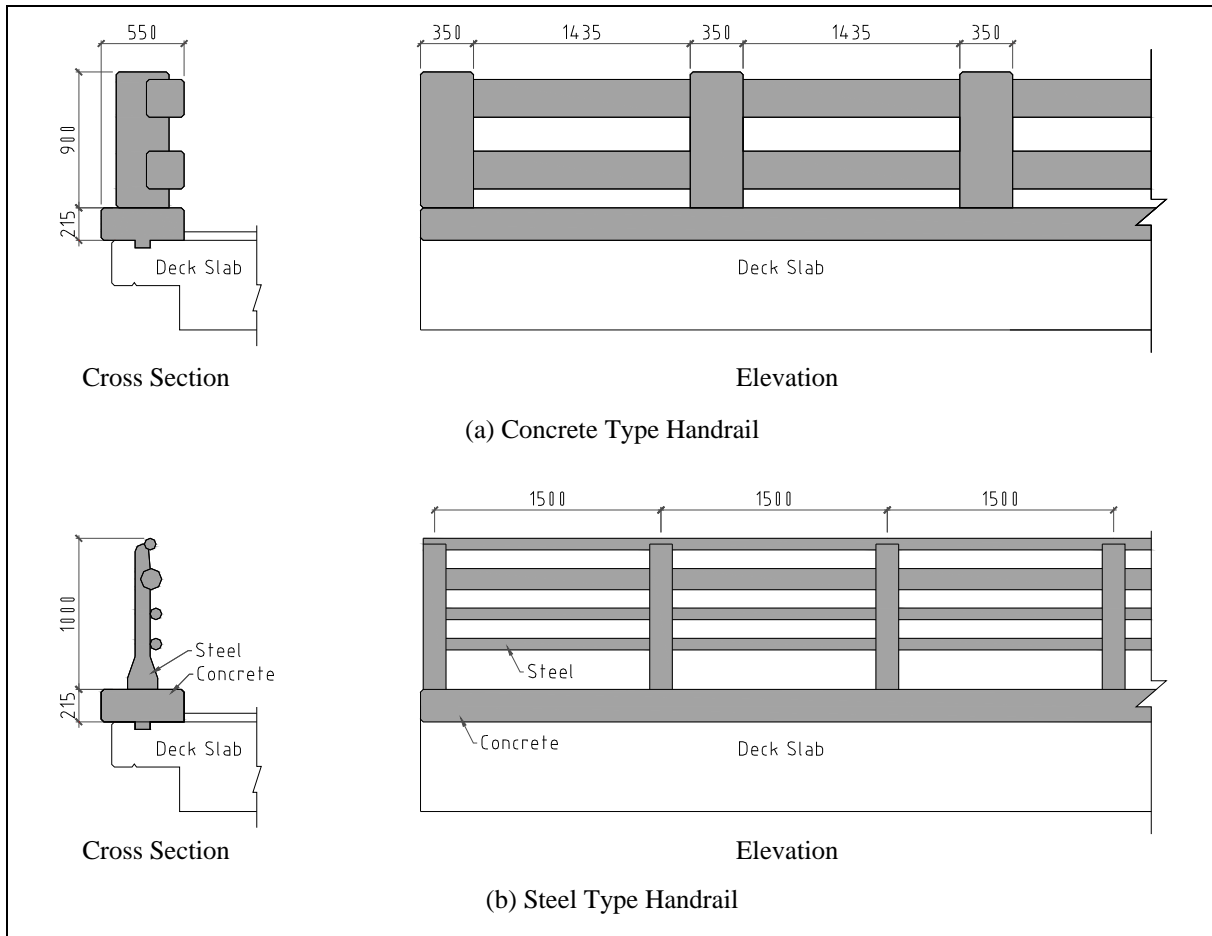 550
350 1435 350 1435 350
900
215
Deck Slab
Deck Slab
Cross Section
Elevation
(a) Concrete Type Handrail
1500 1500 1500
1000
Steel
Concrete
215
Steel
Concrete
Deck Slab
Deck Slab
Cross Section
Elevation
(b) Steel Type Handrail